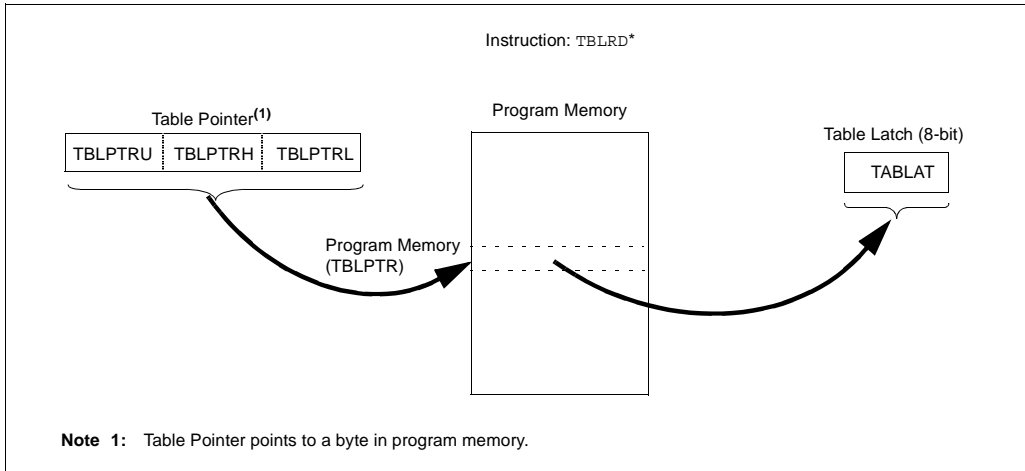 Instruction: TBLRD*
Table Pointer(1)
TBLPTRU TBLPTRH TBLPTRL
Program Memory
Table Latch (8-bit)
TABLAT
Program Memory
(TBLPTR)
Note 1: Table Pointer points to a byte in program memory.